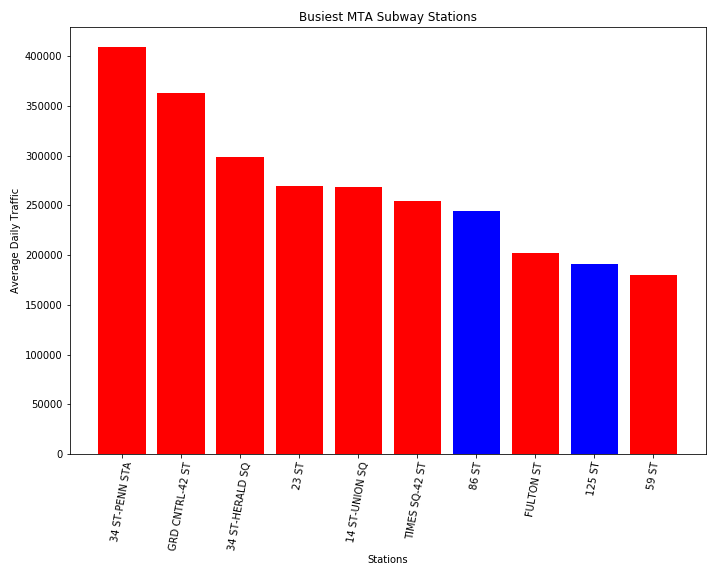 Busiest MTA Subway Stations
Average Daily Traffic
400000
350000
300000
250000
200000
150000
100000
50000
0
34 ST-PENN STA
GRD CNTRL-42 ST
34 ST-HERALD SQ
23 ST
14 ST-UNION SQ
TIMES SQ-42 ST
86 ST
FULTON ST
125 ST
59 ST
Stations